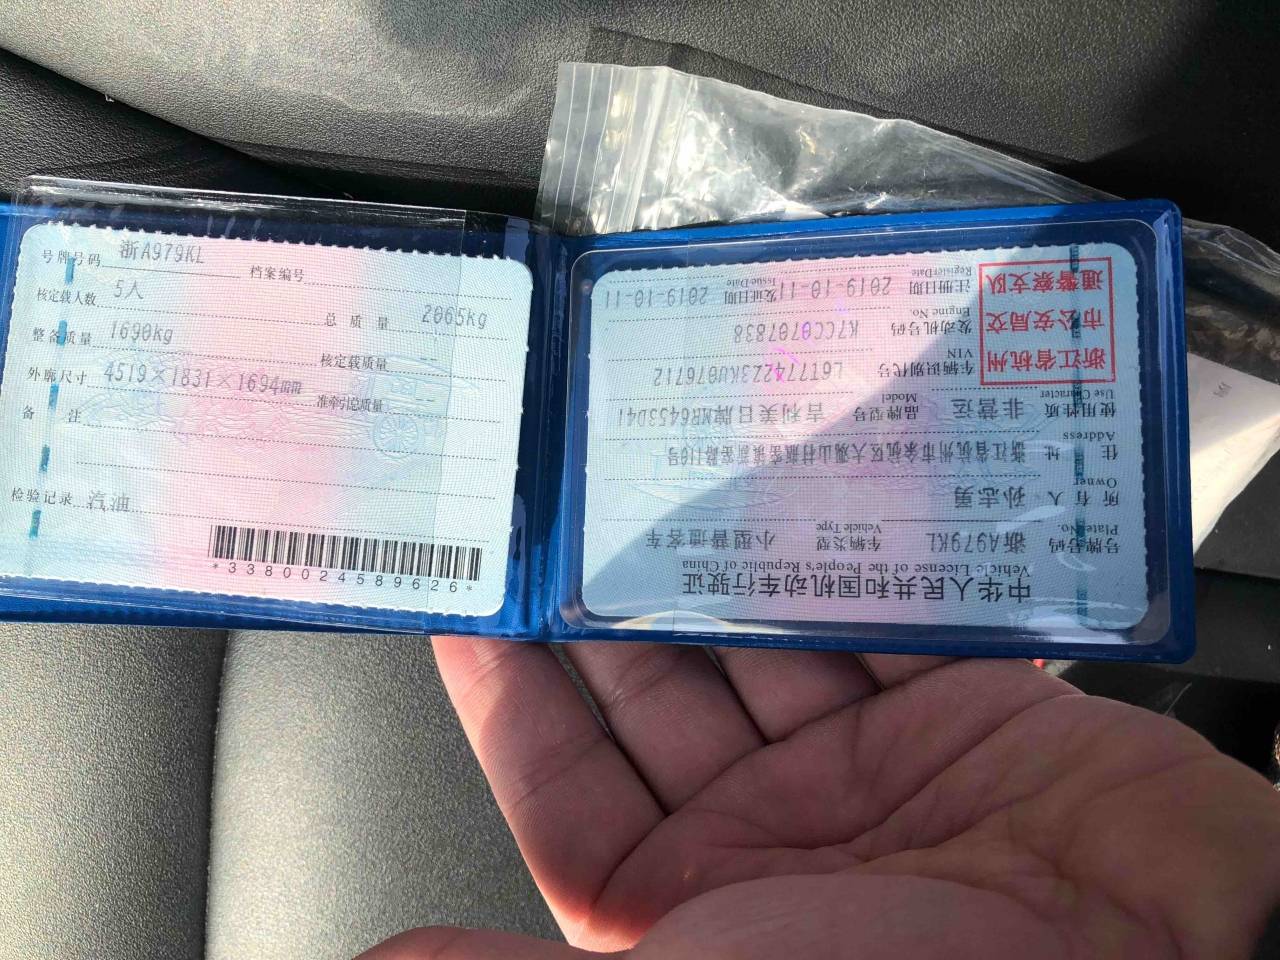 号牌号码 浙A979KL 档案编号
核定载人数 5人 总质量 2065kg
整备质量 1690kg 核定载质量 --
外廓尺寸 4519×1831×1694mm 准牵引总质量 --
备注
检验记录 汽油
*3380024589626*
中华人民共和国机动车行驶证
Vehicle License of the People's Republic of China
号牌号码 浙A979KL 车辆类型 小型普通客车
Plate No. Vehicle Type
所有人 孙志勇
Owner
住址 浙江省杭州市余杭区大观山
Address
使用性质 非营运 品牌型号 吉利美日牌MR6453D41
Use Character Model
浙江省杭州
市公安局交
通警察支队
车辆识别代号 L6T7742Z3KU076712
VIN
发动机号码 K7CC0701838
Engine No.
注册日期 2019-10-11 发证日期 2019-10-11
Register Date Issue Date